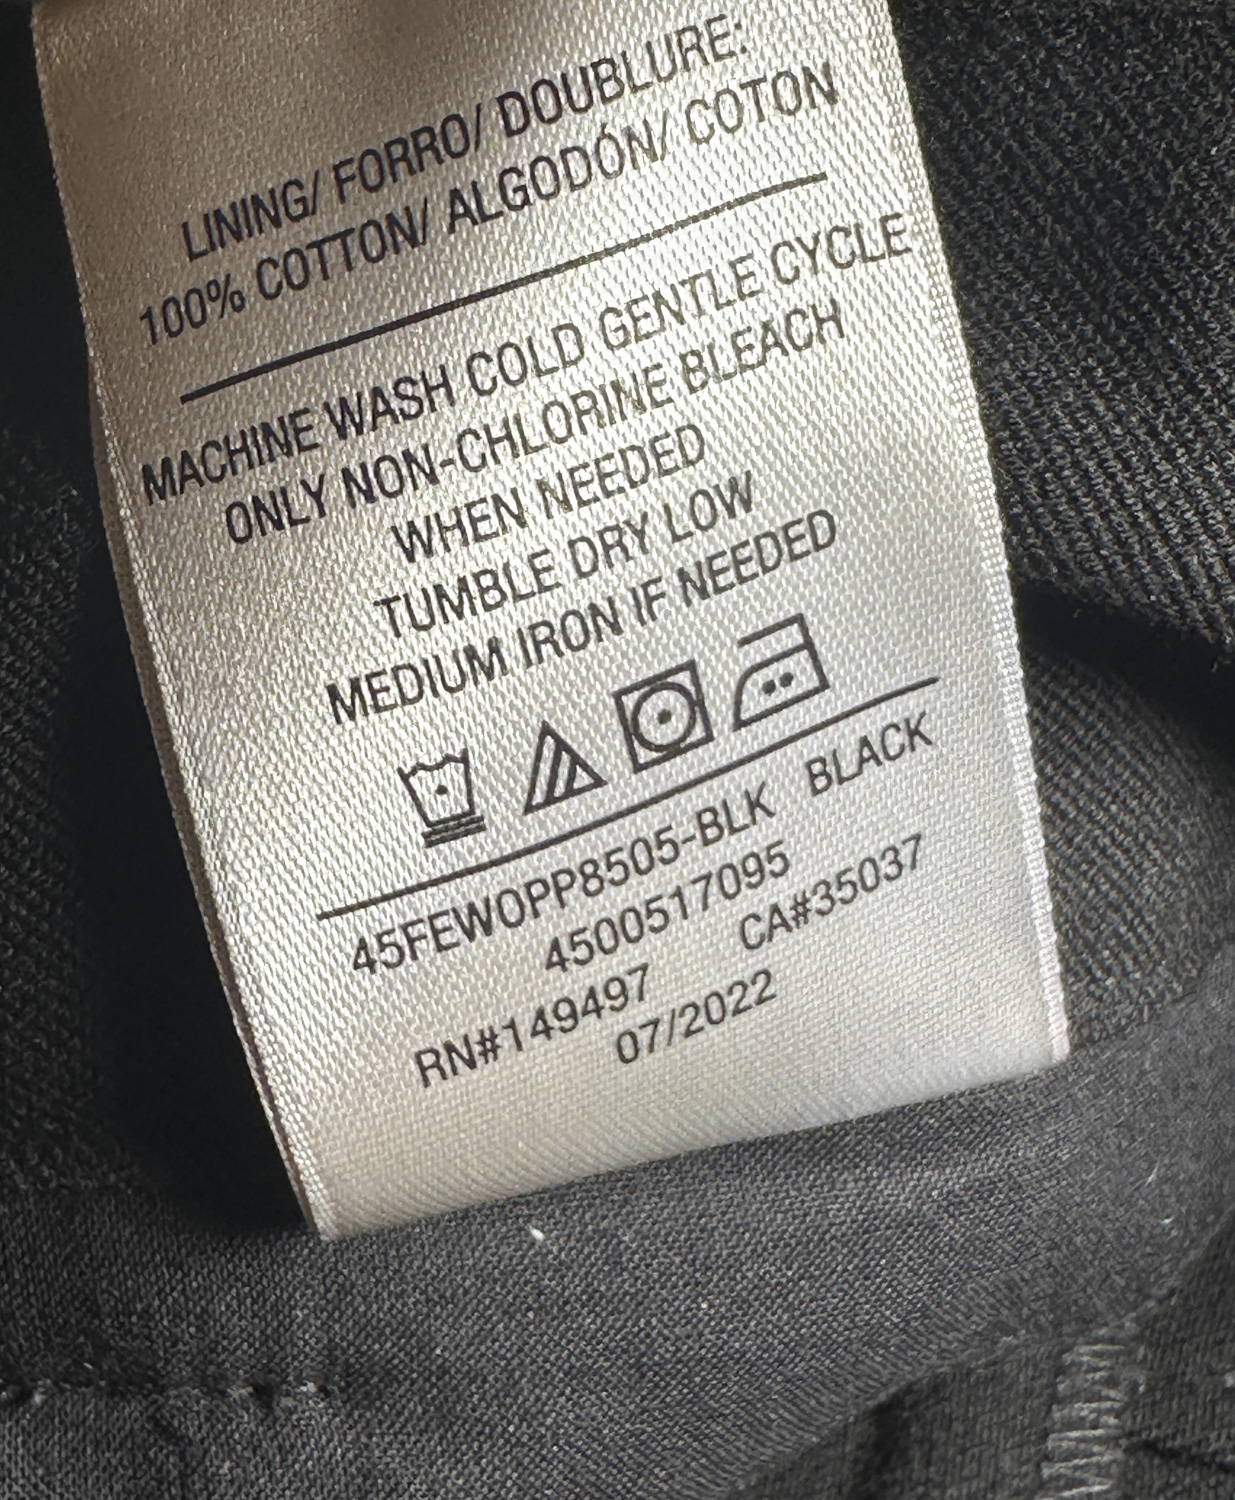 LINING/ FORRO/ DOUBLURE:
100% COTTON/ ALGODÓN/ COTON
MACHINE WASH COLD GENTLE CYCLE
ONLY NON-CHLORINE BLEACH
WHEN NEEDED
TUMBLE DRY LOW
MEDIUM IRON IF NEEDED
45FEWOPP8505-BLK BLACK
4500517095
RN#149497 CA#35037
07/2022